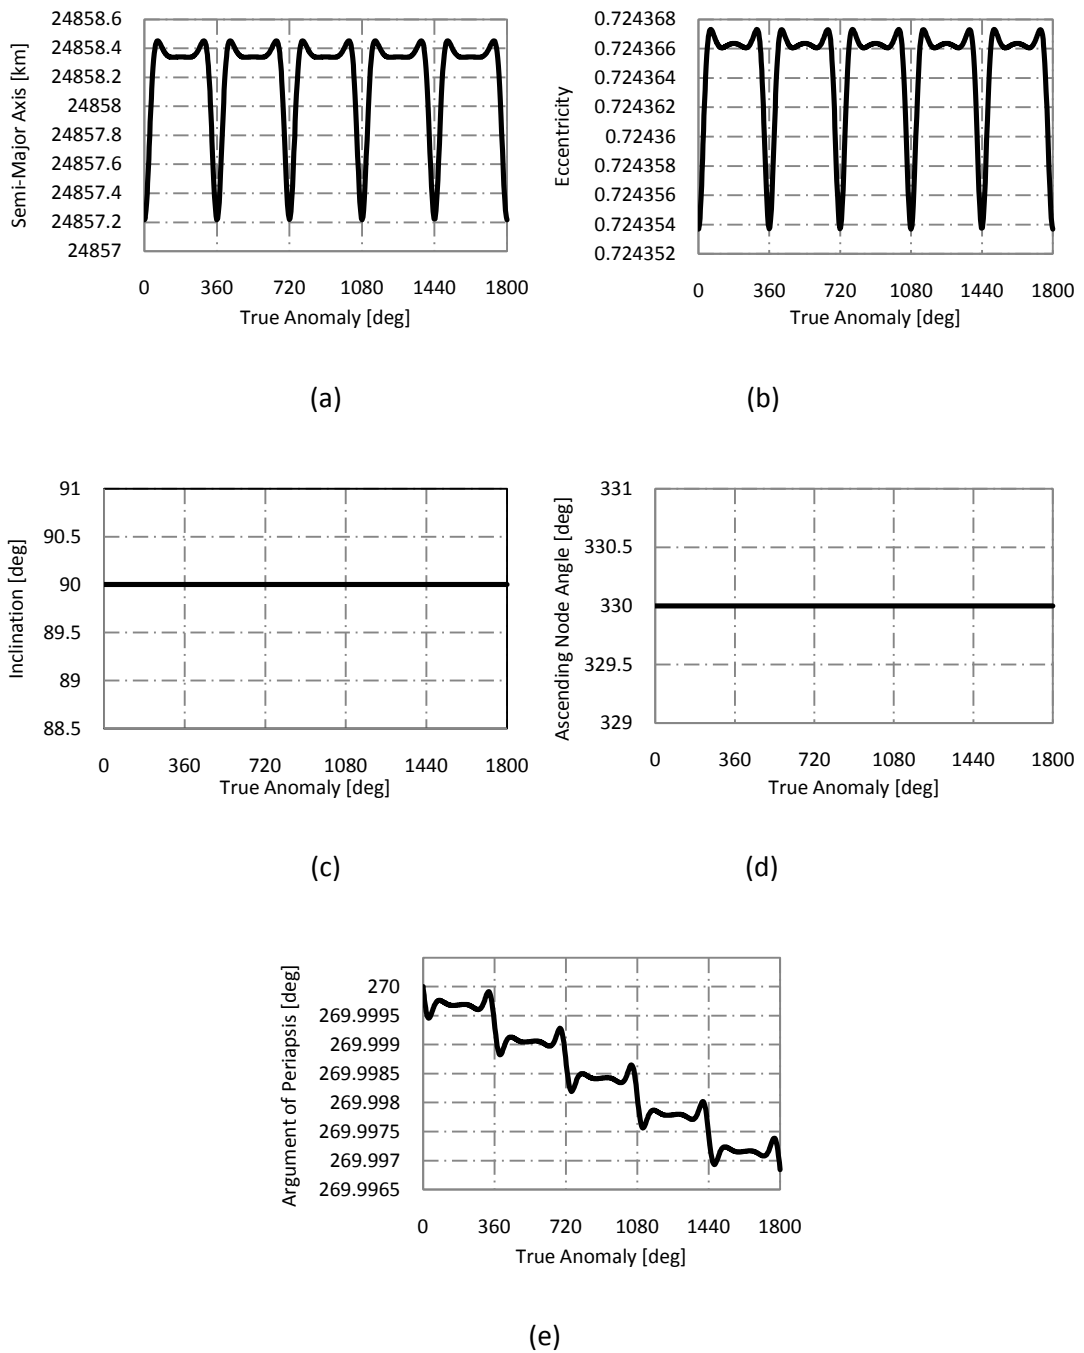 Semi-Major Axis [km]
24858.6
24858.4
24858.2
24858
24857.8
24857.6
24857.4
24857.2
24857
0 360 720 1080 1440 1800
True Anomaly [deg]
(a)
Eccentricity
0.724368
0.724366
0.724364
0.724362
0.72436
0.724358
0.724356
0.724354
0.724352
0 360 720 1080 1440 1800
True Anomaly [deg]
(b)
Inclination [deg]
91
90.5
90
89.5
89
88.5
0 360 720 1080 1440 1800
True Anomaly [deg]
(c)
Ascending Node Angle [deg]
331
330.5
330
329.5
329
0 360 720 1080 1440 1800
True Anomaly [deg]
(d)
Argument of Periapsis [deg]
270
269.9995
269.999
269.9985
269.998
269.9975
269.997
269.9965
0 360 720 1080 1440 1800
True Anomaly [deg]
(e)